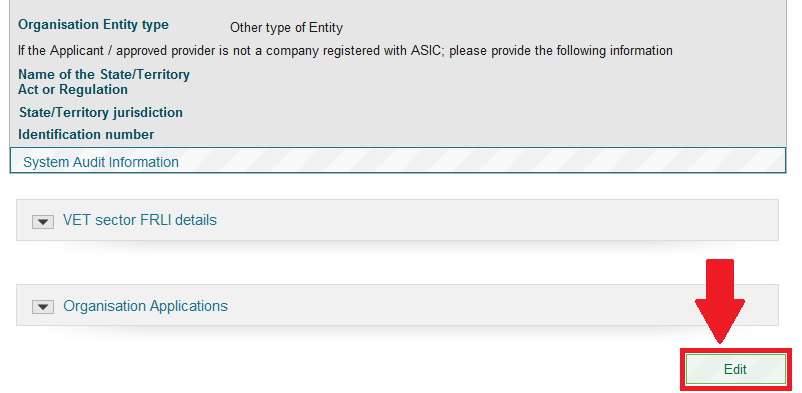 Organisation Entity type Other type of Entity
If the Applicant / approved provider is not a company registered with ASIC; please provide the following information
Name of the State/Territory
Act or Regulation
State/Territory jurisdiction
Identification number
System Audit Information
VET sector FRLI details
Organisation Applications
Edit